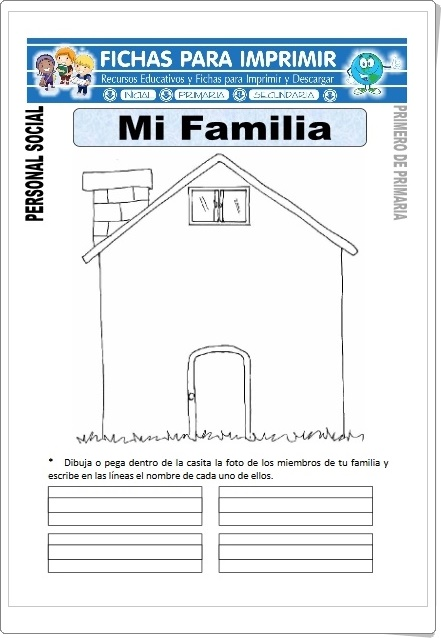 FICHAS PARA IMPRIMIR
Recursos Educativos y Fichas para Imprimir y Descargar
INICIAL PRIMARIA SECUNDARIA
PERSONAL SOCIAL
Mi Familia
PRIMERO DE PRIMARIA
* Dibuja o pega dentro de la casita la foto de los miembros de tu familia y
escribe en las líneas el nombre de cada uno de ellos.